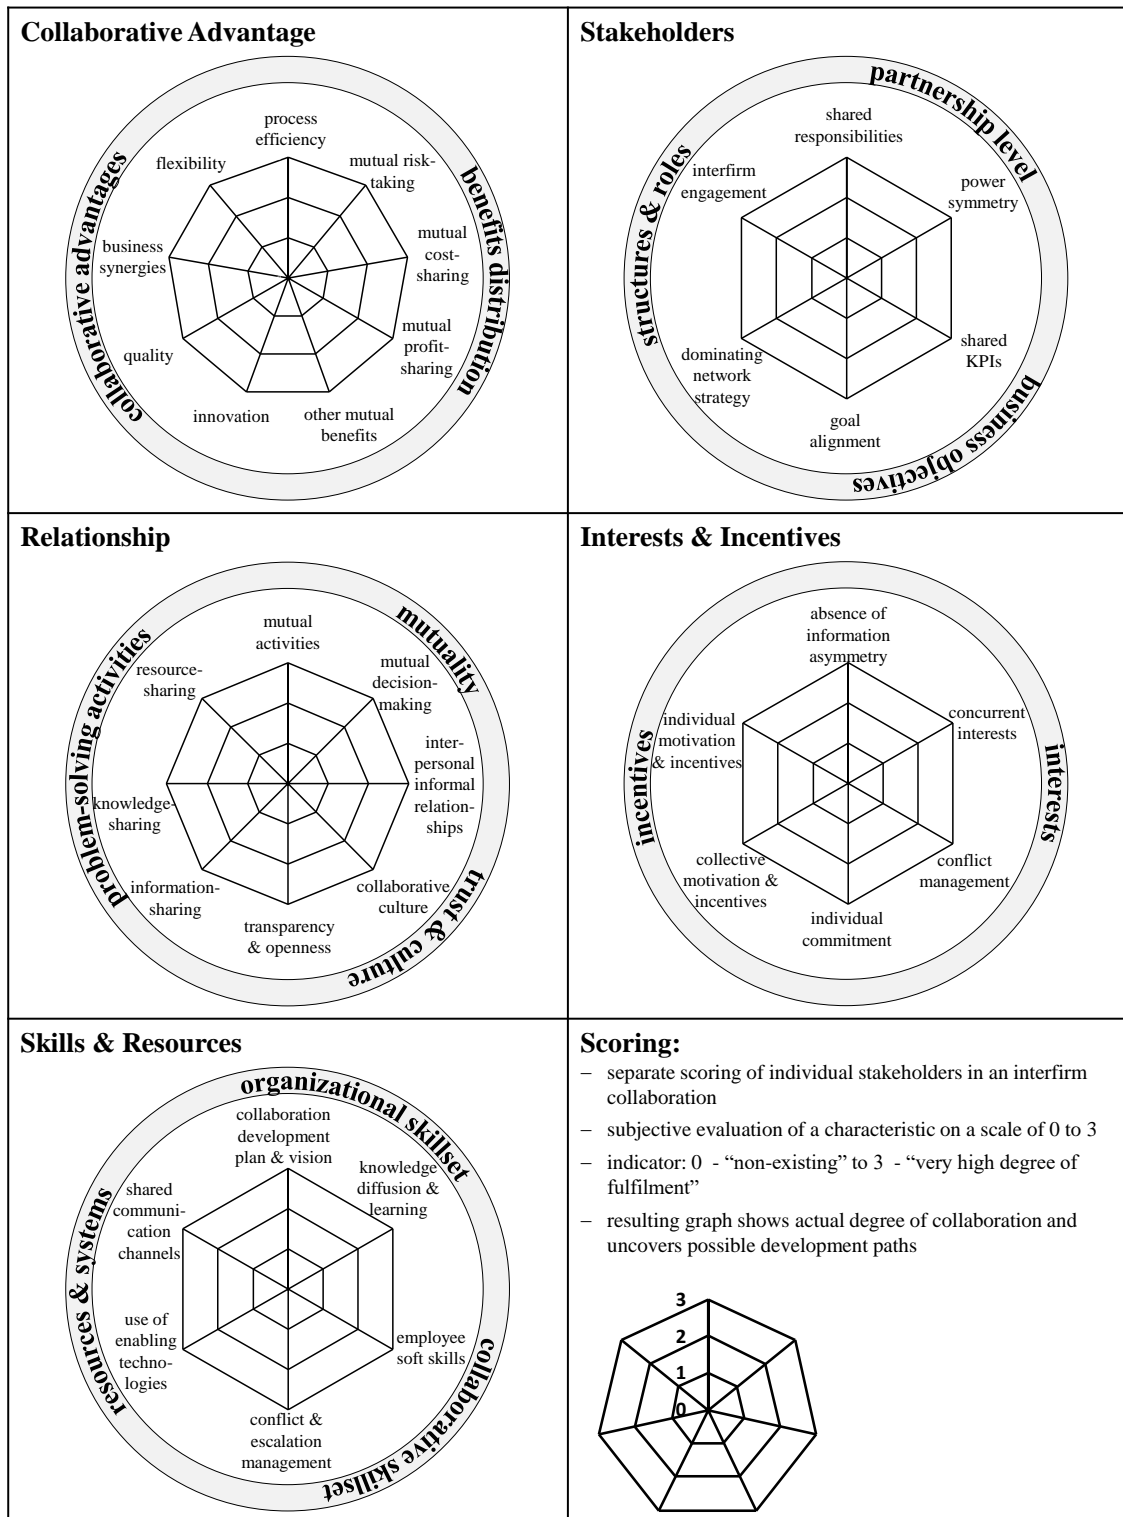 Collaborative Advantage
collaborative advantages
benefits distribution
process
efficiency
mutual risk-
taking
mutual
cost-
sharing
mutual
profit-
sharing
other mutual
benefits
innovation
quality
business
synergies
flexibility
Stakeholders
structures & roles
partnership level
business objectives
shared
responsibilities
power
symmetry
shared
KPIs
goal
alignment
dominating
network
strategy
interfirm
engagement
Relationship
problem-solving activities
mutuality
trust & culture
mutual
activities
mutual
decision-
making
inter-
personal
informal
relation-
ships
collaborative
culture
transparency
& openness
information-
sharing
knowledge-
sharing
resource-
sharing
Interests & Incentives
incentives
interests
absence of
information
asymmetry
concurrent
interests
conflict
management
individual
commitment
collective
motivation &
incentives
individual
motivation
& incentives
Skills & Resources
resources & systems
organizational skillset
collaborative skillset
collaboration
development
plan & vision
knowledge
diffusion &
learning
employee
soft skills
conflict &
escalation
management
use of
enabling
techno-
logies
shared
communi-
cation
channels
Scoring:
– separate scoring of individual stakeholders in an interfirm
collaboration
– subjective evaluation of a characteristic on a scale of 0 to 3
– indicator: 0 - “non-existing” to 3 - “very high degree of
fulfilment”
– resulting graph shows actual degree of collaboration and
uncovers possible development paths
3
2
1
0